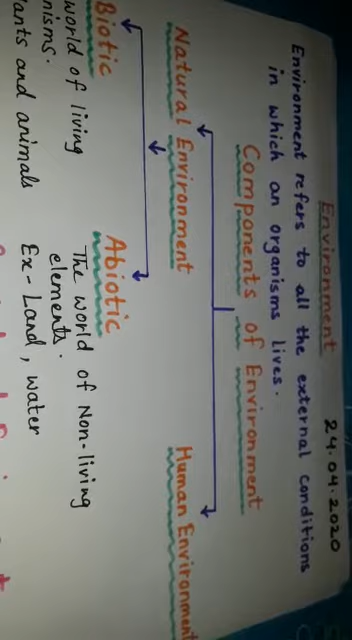 24.04.2020
Environment
Environment refers to all the external conditions
in which an organisms lives.
Components of Environment
Natural Environment
Human Environment
Biotic
world of living
nisms.
lants and animals
Abiotic
The world of Non-living
elements.
Ex- Land, water